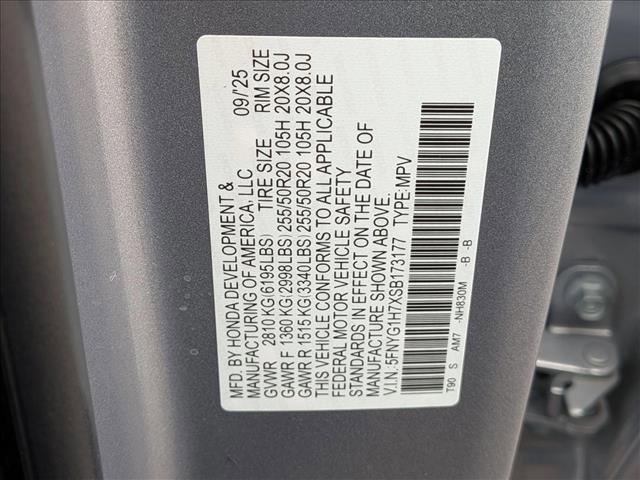 MFD. BY HONDA DEVELOPMENT &
MANUFACTURING OF AMERICA, LLC 09/'25
GVWR 2810 KG(6195LBS) TIRE SIZE RIM SIZE
GAWR F 1360 KG(2998LBS) 255/50R20 105H 20X8.0J
GAWR R 1515 KG(3340LBS) 255/50R20 105H 20X8.0J
THIS VEHICLE CONFORMS TO ALL APPLICABLE
FEDERAL MOTOR VEHICLE SAFETY
STANDARDS IN EFFECT ON THE DATE OF
MANUFACTURE SHOWN ABOVE.
V.I.N.:5FNYG1H7XSB173177 TYPE:MPV
T90 S AM7 -NH830M -B -B